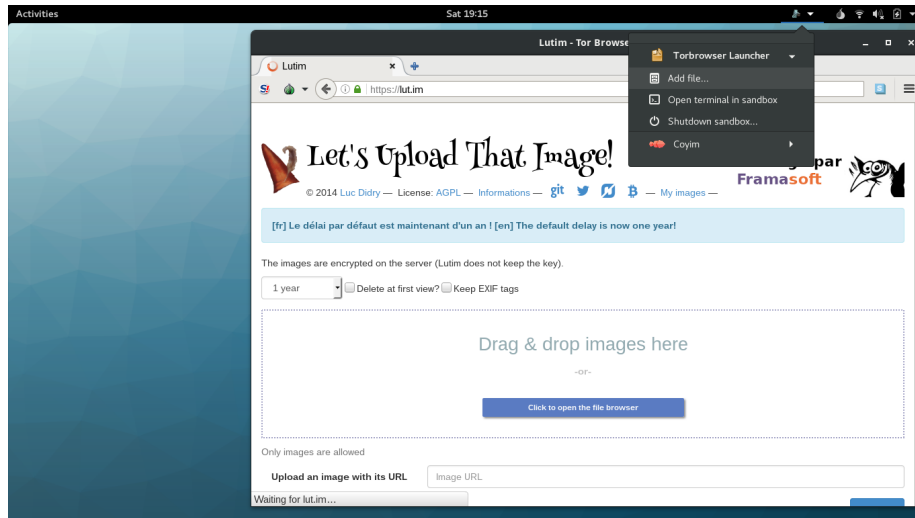 Activities
Sat 19:15
Lutim - Tor Browse
Torbrowser Launcher
Add file...
Open terminal in sandbox
Shutdown sandbox...
Coyim
Lutim
https://lut.im
Let's Upload That Image!
par
Framasoft
© 2014 Luc Didry — License: AGPL — Informations — git — My images —
[fr] Le délai par défaut est maintenant d'un an ! [en] The default delay is now one year!
The images are encrypted on the server (Lutim does not keep the key).
1 year
Delete at first view?
Keep EXIF tags
Drag & drop images here
-or-
Click to open the file browser
Only images are allowed
Upload an image with its URL
Image URL
Waiting for lut.im…